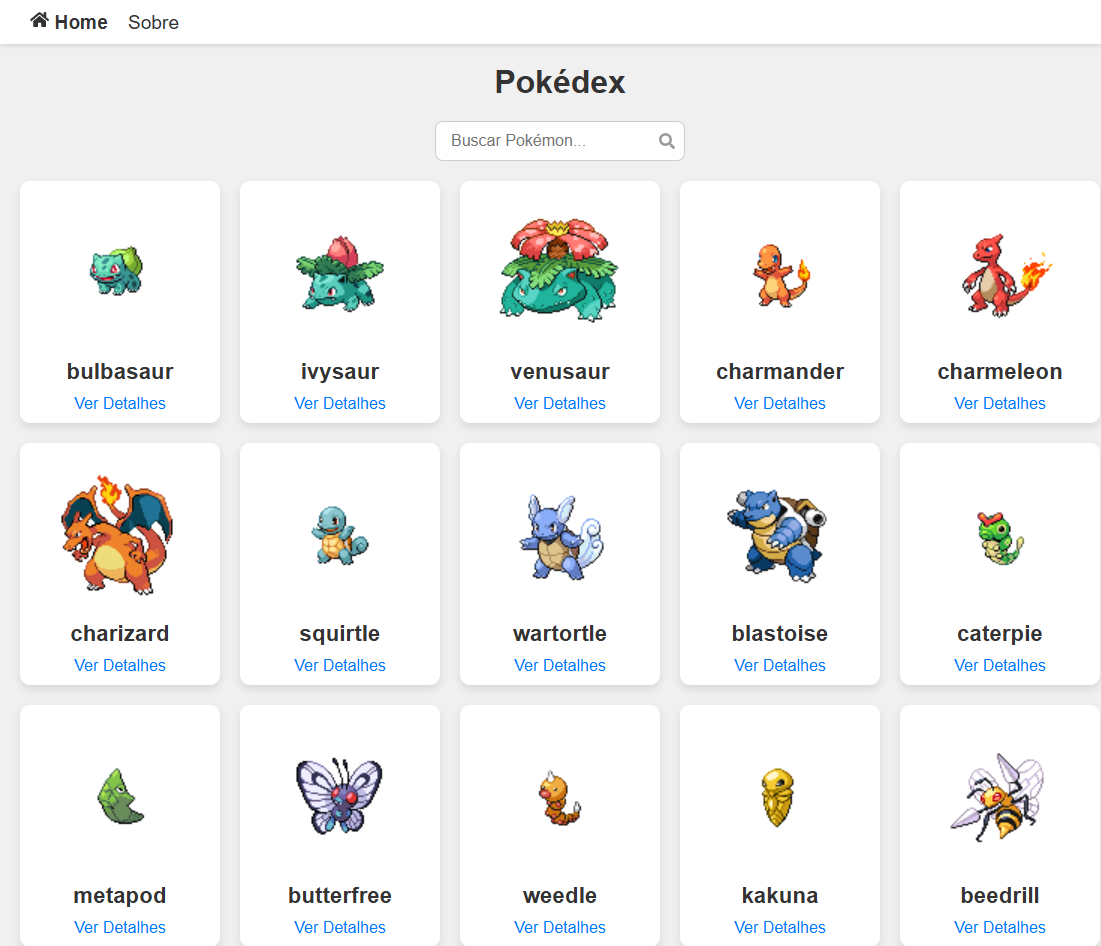 Home Sobre
Pokédex
Buscar Pokémon...
bulbasaur ivysaur venusaur charmander charmeleon
Ver Detalhes Ver Detalhes Ver Detalhes Ver Detalhes Ver Detalhes
charizard squirtle wartortle blastoise caterpie
Ver Detalhes Ver Detalhes Ver Detalhes Ver Detalhes Ver Detalhes
metapod butterfree weedle kakuna beedrill
Ver Detalhes Ver Detalhes Ver Detalhes Ver Detalhes Ver Detalhes